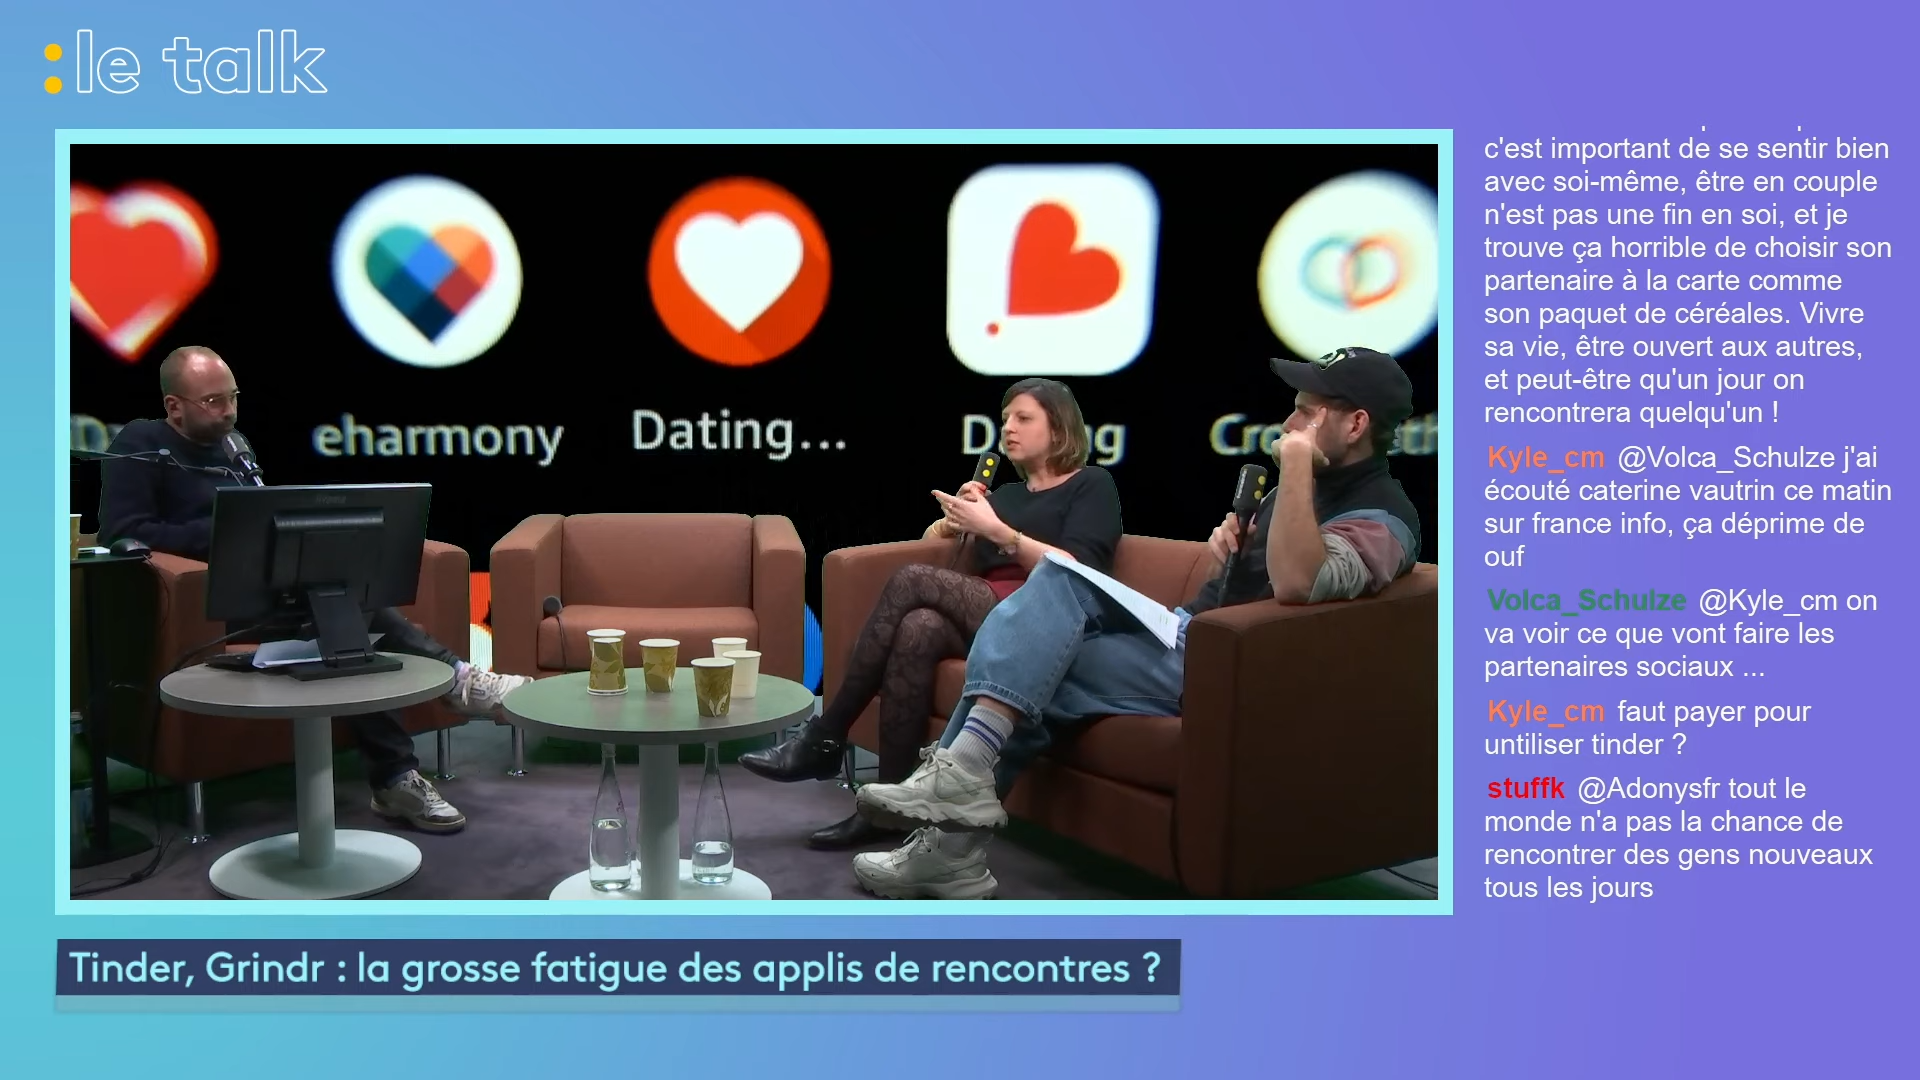 :le talk
eharmony
Dating...
c'est important de se sentir bien
avec soi-même, être en couple
n'est pas une fin en soi, et je
trouve ça horrible de choisir son
partenaire à la carte comme
son paquet de céréales. Vivre
sa vie, être ouvert aux autres,
et peut-être qu'un jour on
rencontrera quelqu'un !
Kyle_cm @Volca_Schulze j'ai
écouté caterine vautrin ce matin
sur france info, ça déprime de
ouf
Volca_Schulze @Kyle_cm on
va voir ce que vont faire les
partenaires sociaux ...
Kyle_cm faut payer pour
untiliser tinder ?
stuffk @Adonysfr tout le
monde n'a pas la chance de
rencontrer des gens nouveaux
tous les jours
Tinder, Grindr : la grosse fatigue des applis de rencontres ?